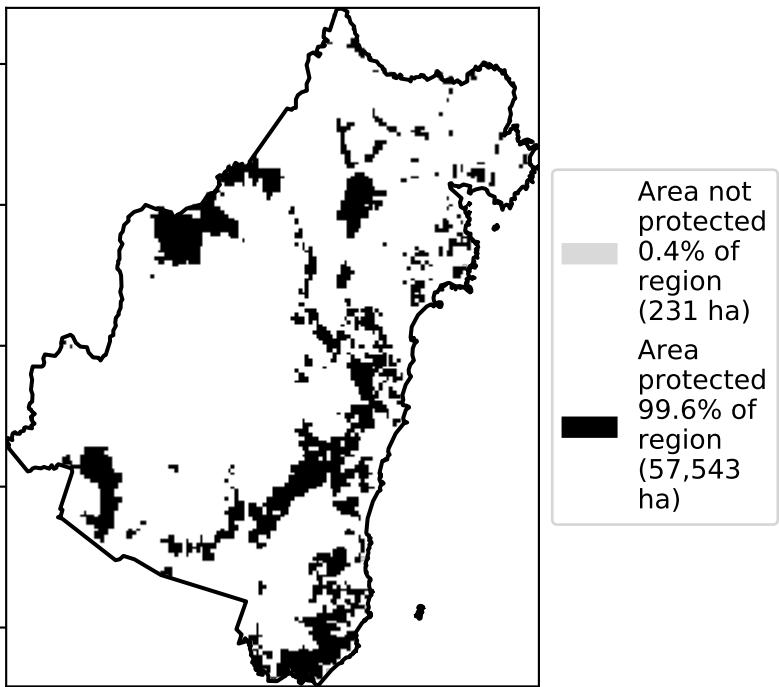 Area not
protected
0.4% of
region
(231 ha)
Area
protected
99.6% of
region
(57,543
ha)